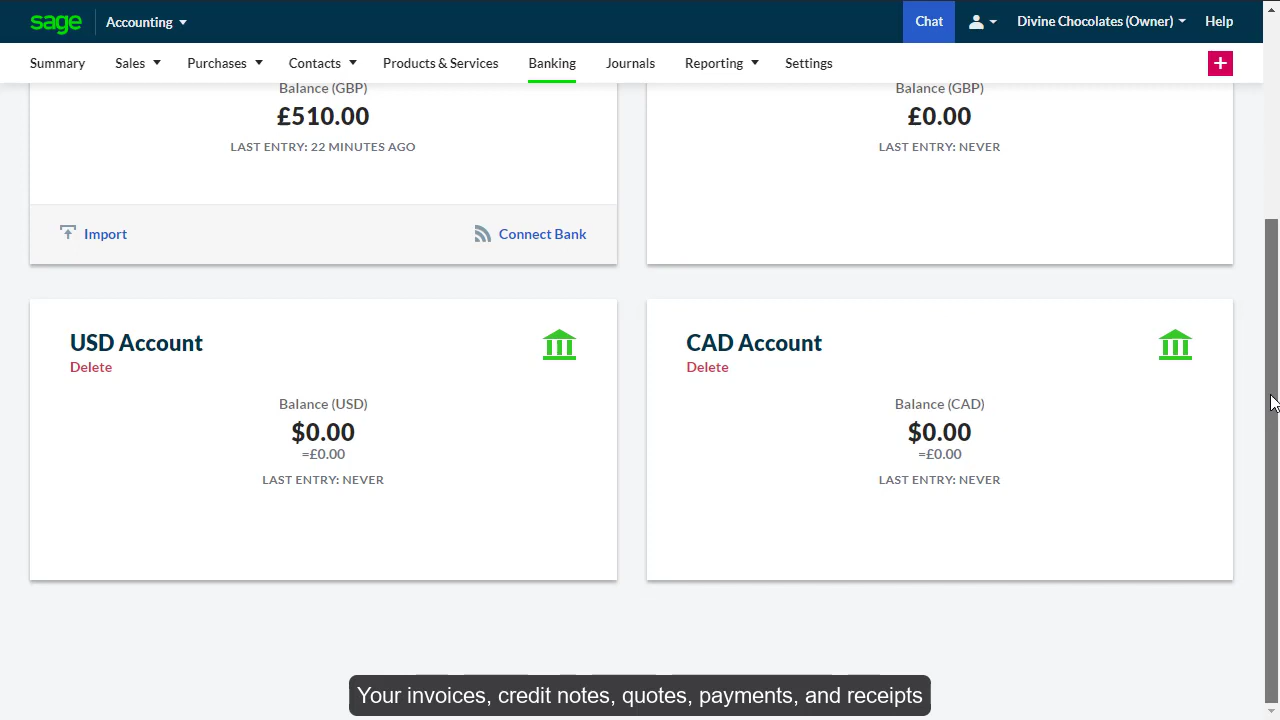 sage Accounting Chat Divine Chocolates (Owner) Help
Summary Sales Purchases Contacts Products & Services Banking Journals Reporting Settings
Balance (GBP)
£510.00
LAST ENTRY: 22 MINUTES AGO
Import Connect Bank
Balance (GBP)
£0.00
LAST ENTRY: NEVER
USD Account
Delete
Balance (USD)
$0.00
=£0.00
LAST ENTRY: NEVER
CAD Account
Delete
Balance (CAD)
$0.00
=£0.00
LAST ENTRY: NEVER
Your invoices, credit notes, quotes, payments, and receipts